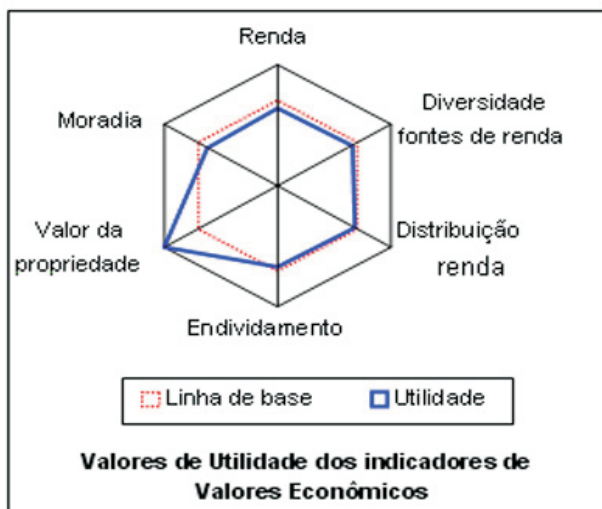 Renda
Moradia
Diversidade
fontes de renda
Valor da
propriedade
Distribuição
renda
Endividamento
Linha de base
Utilidade
Valores de Utilidade dos indicadores de
Valores Econômicos